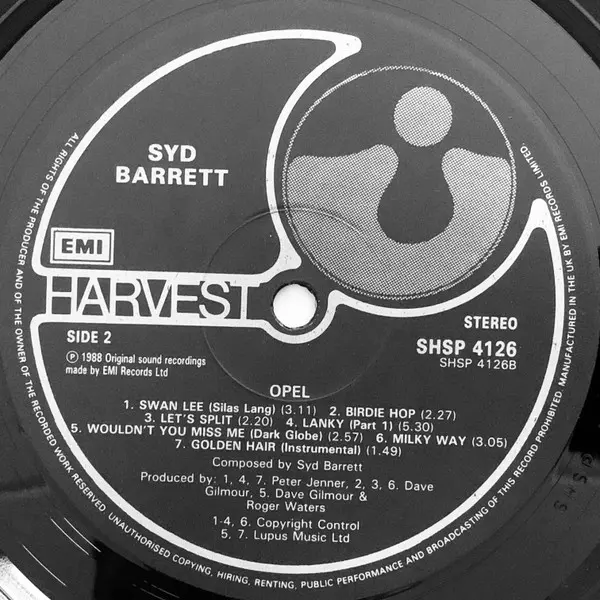 SYD
BARRETT
EMI
HARVEST
SIDE 2
STEREO
SHSP 4126
SHSP 4126B
℗ 1988 Original sound recordings
made by EMI Records Ltd
OPEL
1. SWAN LEE (Silas Lang) (3.11) 2. BIRDIE HOP (2.27)
3. LET'S SPLIT (2.20) 4. LANKY (Part 1) (5.30)
5. WOULDN'T YOU MISS ME (Dark Globe) (2.57) 6. MILKY WAY (3.05)
7. GOLDEN HAIR (Instrumental) (1.49)
Composed by Syd Barrett
Produced by: 1, 4, 7. Peter Jenner, 2, 3, 6. Dave
Gilmour, 5. Dave Gilmour &
Roger Waters
1-4, 6. Copyright Control
5, 7. Lupus Music Ltd
ALL RIGHTS OF THE PRODUCER AND OF THE OWNER OF THE RECORDED WORK RESERVED. UNAUTHORISED COPYING, HIRING, RENTING, PUBLIC PERFORMANCE AND BROADCASTING OF THIS RECORD PROHIBITED. MANUFACTURED IN THE UK BY EMI RECORDS LIMITED.